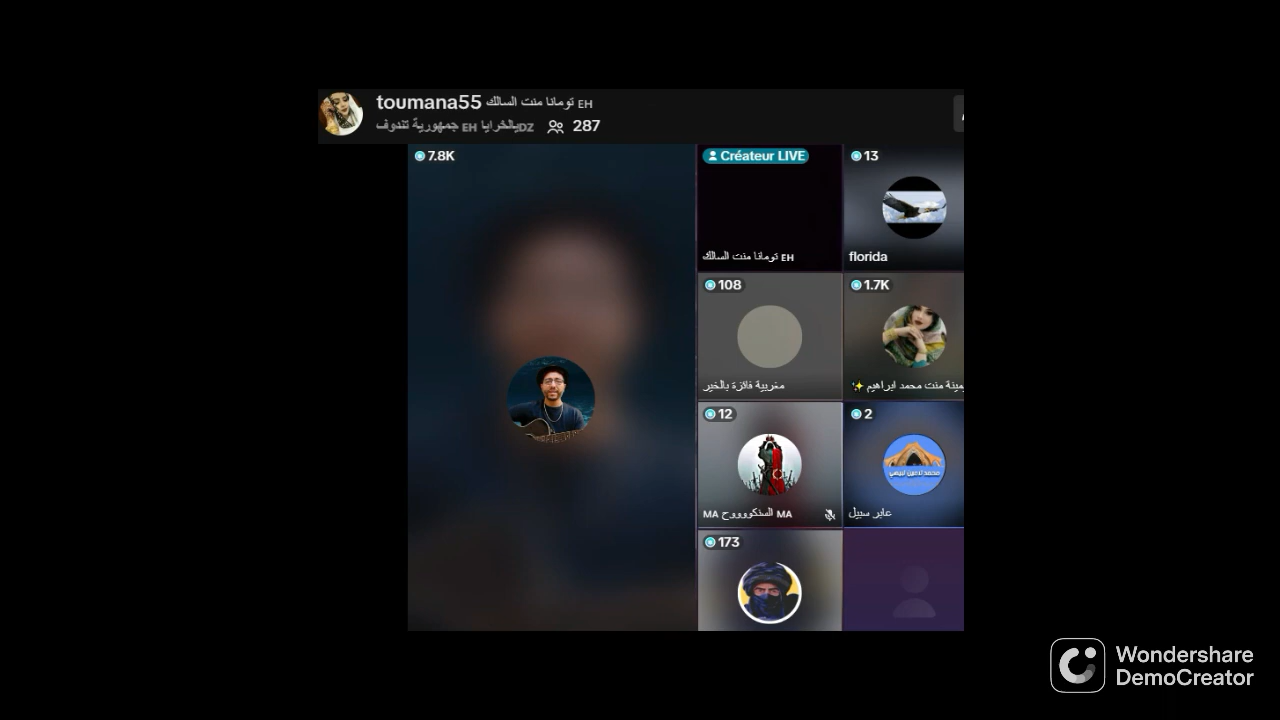 toumana55 تومانا منت السالك EH
جمهورية تندوف EH يالخرايا DZ 287
7.8K
Créateur LIVE
تومانا منت السالك EH
13
florida
108
مغربية فائزة بالخير
1.7K
يمينة منت محمد ابراهيم ✨
12
MA السنكوووح MA
2
عابر سبيل
173
Wondershare
DemoCreator